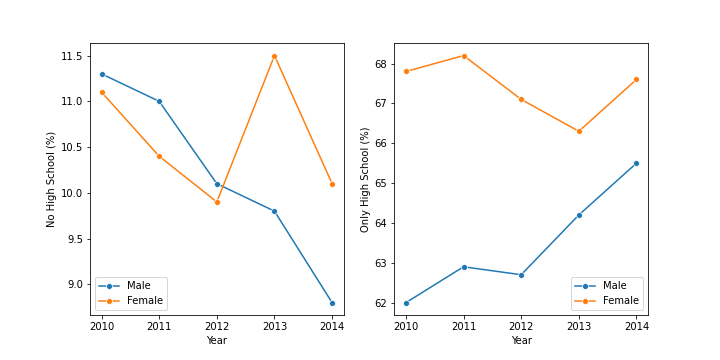 No High School (%)
11.5
11.0
10.5
10.0
9.5
9.0
Male
Female
2010 2011 2012 2013 2014
Year
Only High School (%)
68
67
66
65
64
63
62
Male
Female
2010 2011 2012 2013 2014
Year